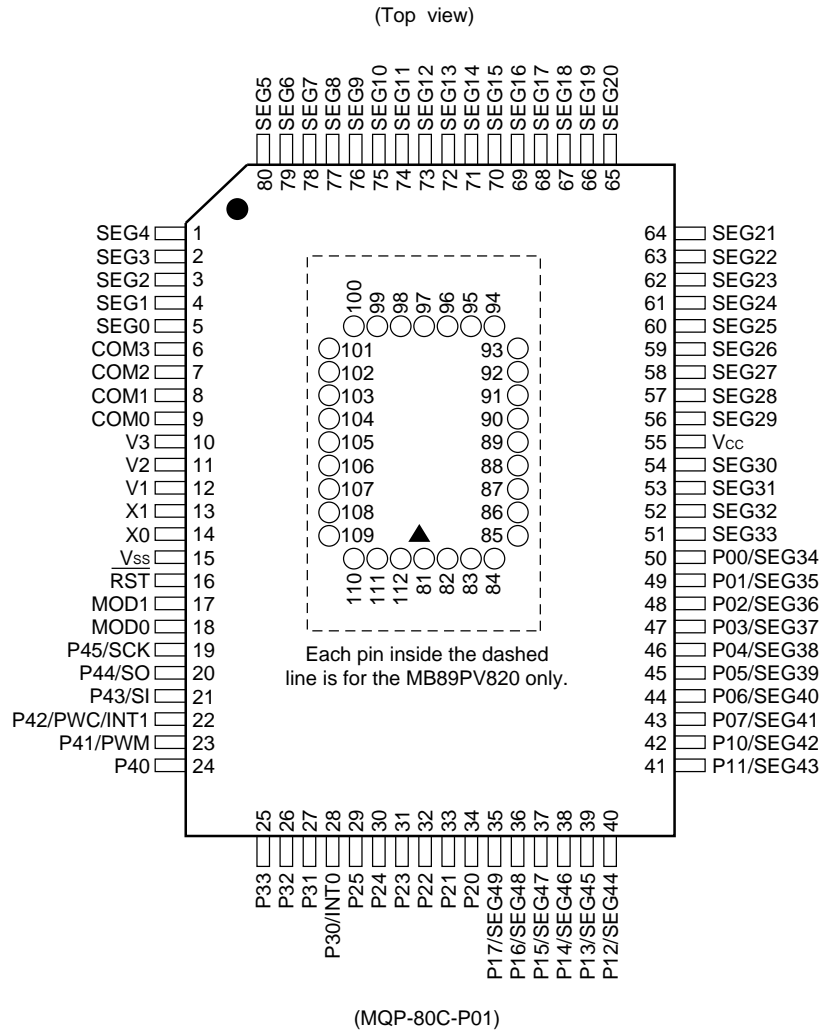 (Top view)
SEG5 SEG6 SEG7 SEG8 SEG9 SEG10 SEG11 SEG12 SEG13 SEG14 SEG15 SEG16 SEG17 SEG18 SEG19 SEG20
80 79 78 77 76 75 74 73 72 71 70 69 68 67 66 65
SEG4 1
SEG3 2
SEG2 3
SEG1 4
SEG0 5
COM3 6
COM2 7
COM1 8
COM0 9
V3 10
V2 11
V1 12
X1 13
X0 14
Vss 15
RST 16
MOD1 17
MOD0 18
P45/SCK 19
P44/SO 20
P43/SI 21
P42/PWC/INT1 22
P41/PWM 23
P40 24
100 99 98 97 96 95 94
101 93
102 92
103 91
104 90
105 89
106 88
107 87
108 86
109 85
110 111 112 81 82 83 84
Each pin inside the dashed
line is for the MB89PV820 only.
64 SEG21
63 SEG22
62 SEG23
61 SEG24
60 SEG25
59 SEG26
58 SEG27
57 SEG28
56 SEG29
55 Vcc
54 SEG30
53 SEG31
52 SEG32
51 SEG33
50 P00/SEG34
49 P01/SEG35
48 P02/SEG36
47 P03/SEG37
46 P04/SEG38
45 P05/SEG39
44 P06/SEG40
43 P07/SEG41
42 P10/SEG42
41 P11/SEG43
25 26 27 28 29 30 31 32 33 34 35 36 37 38 39 40
P33 P32 P31 P30/INT0 P25 P24 P23 P22 P21 P20 P17/SEG49 P16/SEG48 P15/SEG47 P14/SEG46 P13/SEG45 P12/SEG44
(MQP-80C-P01)